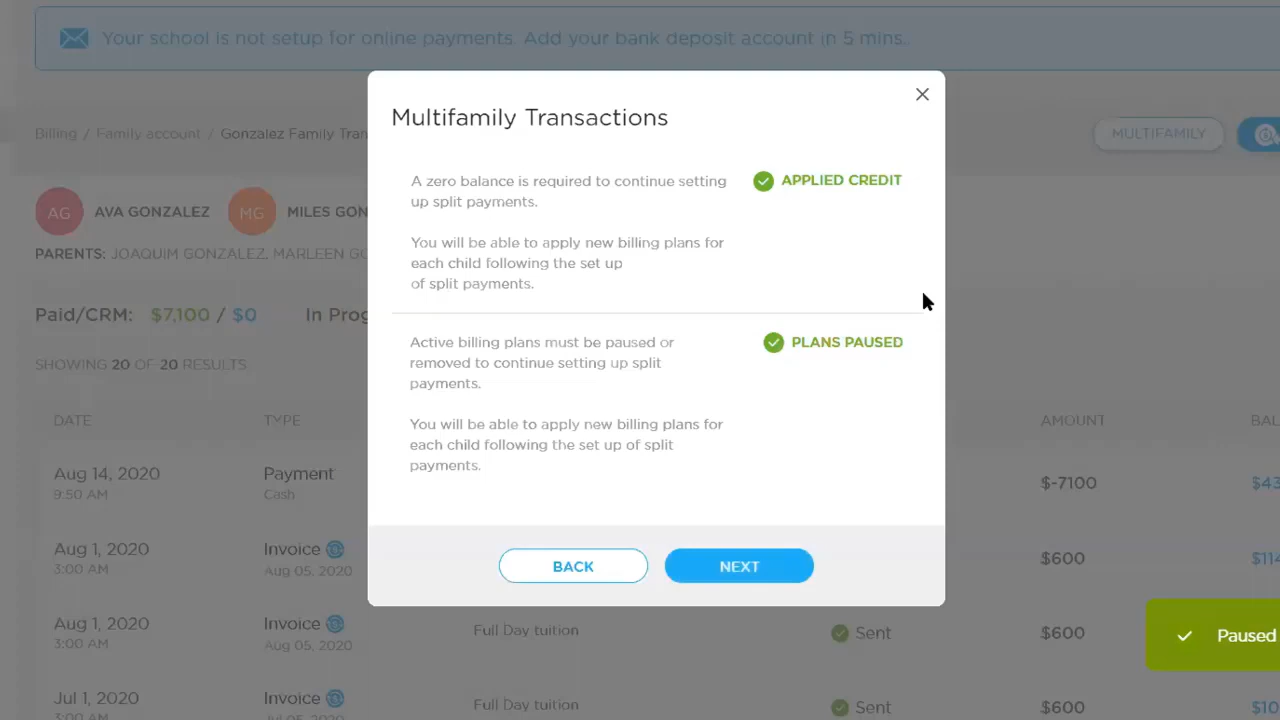 Your school is not setup for online payments. Add your bank deposit account in 5 mins.
Multifamily Transactions
Billing / Family account / Gonzalez Family Tran
MULTIFAMILY
A zero balance is required to continue setting
up split payments.
APPLIED CREDIT
You will be able to apply new billing plans for
each child following the set up
of split payments.
AG AVA GONZALEZ MG MILES GON
PARENTS: JOAQUIM GONZALEZ, MARLEEN GO
Paid/CRM: $7,100 / $0 In Prog
SHOWING 20 OF 20 RESULTS
Active billing plans must be paused or
removed to continue setting up split
payments.
PLANS PAUSED
You will be able to apply new billing plans for
each child following the set up of split
payments.
DATE TYPE AMOUNT BAL
Aug 14, 2020 Payment $-7100 $43
9:50 AM Cash
Aug 1, 2020 Invoice $600 $114
3:00 AM Aug 05, 2020
BACK NEXT
Aug 1, 2020 Invoice Full Day tuition Sent $600
3:00 AM Aug 05, 2020
Paused
Jul 1, 2020 Invoice Full Day tuition Sent $600 $10
3:00 AM Jul 05, 2020